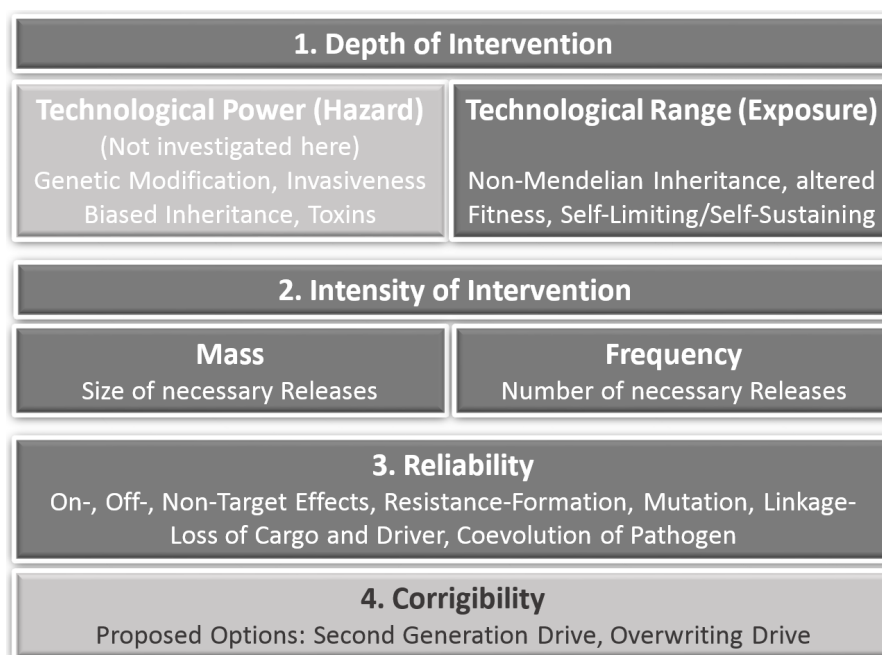 1. Depth of Intervention
Technological Power (Hazard)
(Not investigated here)
Genetic Modification, Invasiveness
Biased Inheritance, Toxins
Technological Range (Exposure)
Non-Mendelian Inheritance, altered
Fitness, Self-Limiting/Self-Sustaining
2. Intensity of Intervention
Mass
Size of necessary Releases
Frequency
Number of necessary Releases
3. Reliability
On-, Off-, Non-Target Effects, Resistance-Formation, Mutation, Linkage-
Loss of Cargo and Driver, Coevolution of Pathogen
4. Corrigibility
Proposed Options: Second Generation Drive, Overwriting Drive